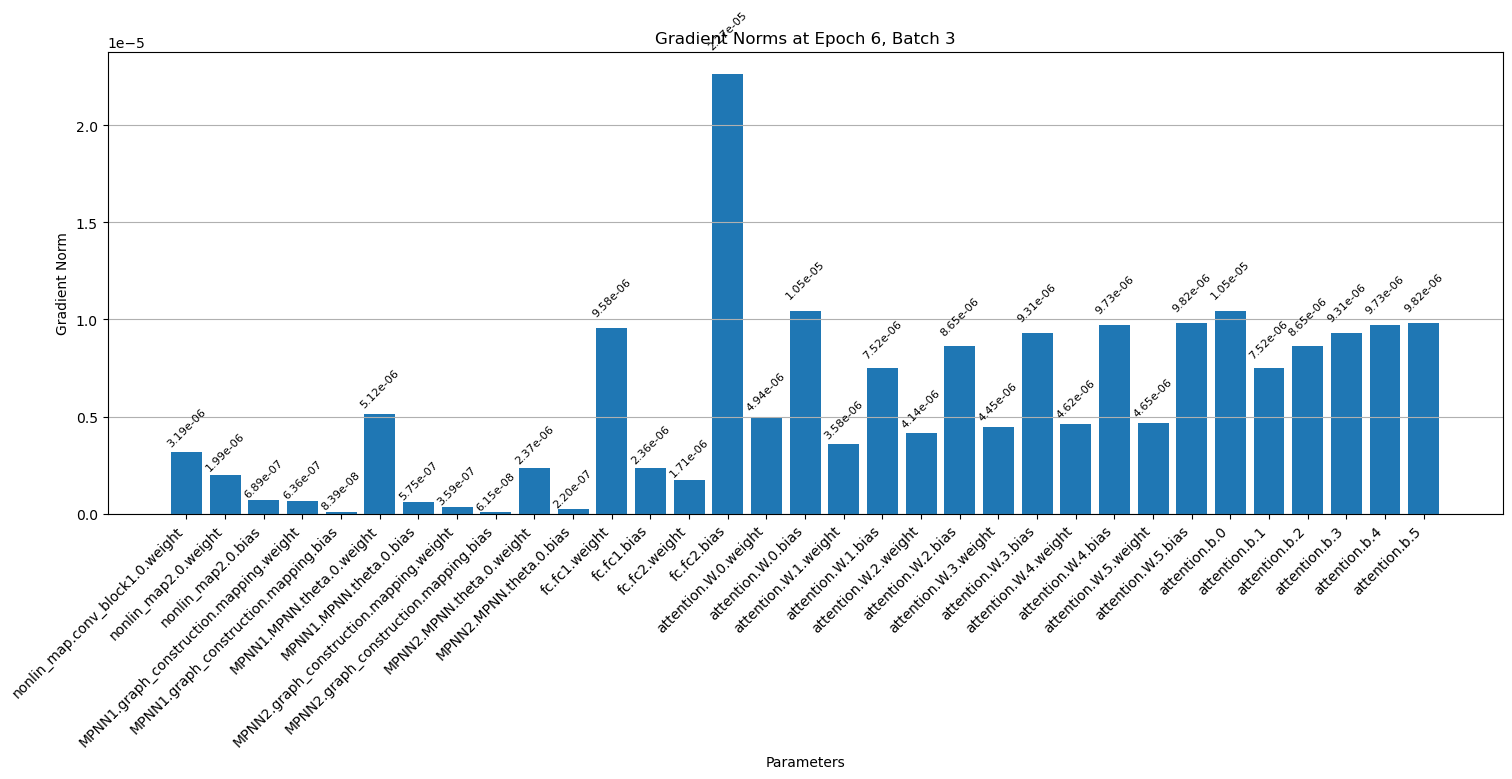 Gradient Norms at Epoch 6, Batch 3
1e−5
Gradient Norm
2.0
1.5
1.0
0.5
0.0
3.19e-06
1.99e-06
6.89e-07
6.36e-07
8.39e-08
5.12e-06
5.75e-07
3.59e-07
6.15e-08
2.37e-06
2.20e-07
9.58e-06
2.36e-06
1.71e-06
2.27e-05
4.94e-06
1.05e-05
3.58e-06
7.52e-06
4.14e-06
8.65e-06
4.45e-06
9.31e-06
4.62e-06
9.73e-06
4.65e-06
9.82e-06
1.05e-05
7.52e-06
8.65e-06
9.31e-06
9.73e-06
9.82e-06
nonlin_map.conv_block1.0.weight
nonlin_map2.0.weight
nonlin_map2.0.bias
MPNN1.graph_construction.mapping.weight
MPNN1.graph_construction.mapping.bias
MPNN1.MPNN.theta.0.weight
MPNN1.MPNN.theta.0.bias
MPNN2.graph_construction.mapping.weight
MPNN2.graph_construction.mapping.bias
MPNN2.MPNN.theta.0.weight
MPNN2.MPNN.theta.0.bias
fc.fc1.weight
fc.fc1.bias
fc.fc2.weight
fc.fc2.bias
attention.W.0.weight
attention.W.0.bias
attention.W.1.weight
attention.W.1.bias
attention.W.2.weight
attention.W.2.bias
attention.W.3.weight
attention.W.3.bias
attention.W.4.weight
attention.W.4.bias
attention.W.5.weight
attention.W.5.bias
attention.b.0
attention.b.1
attention.b.2
attention.b.3
attention.b.4
attention.b.5
Parameters